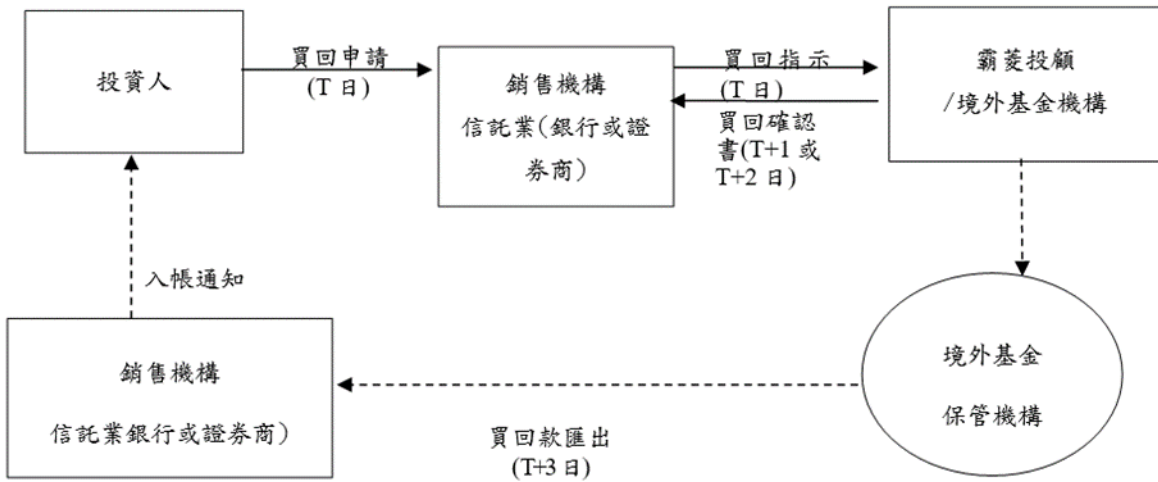 投資人
買回申請
(T 日)
銷售機構
信託業(銀行或證
券商)
買回指示
(T 日)
買回確認
書(T+1 或
T+2 日)
霸菱投顧
/境外基金機構
境外基金
保管機構
買回款匯出
(T+3 日)
銷售機構
信託業銀行或證券商)
入帳通知